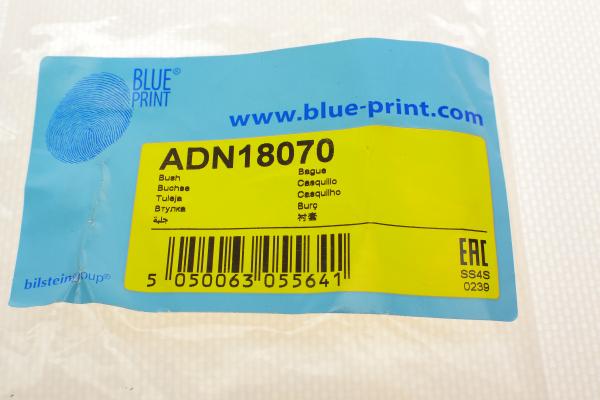 BLUE®
PRINT
www.blue-print.com
ADN18070
Bush
Buchse
Tuleja
Втулка
جلبة
Bague
Casquillo
Casquilho
Burç
衬套
5 050063 055641
EAC
SS4S
0239
bilsteingroup®